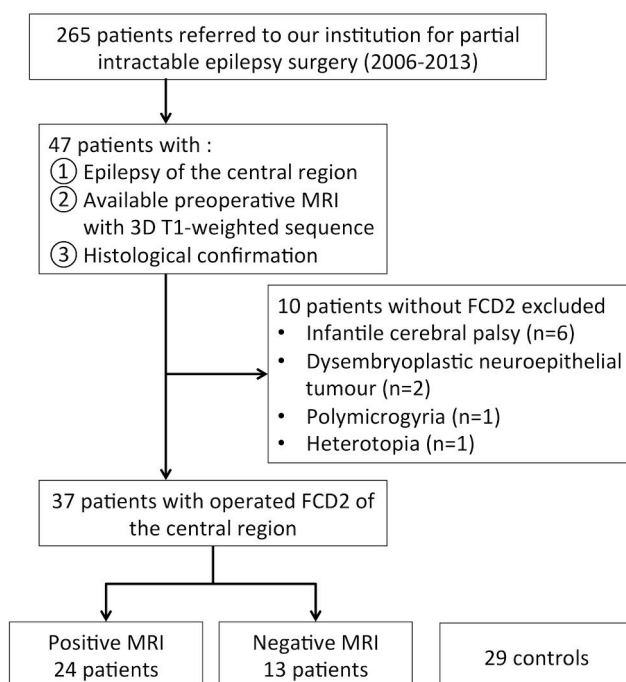 265 patients referred to our institution for partial
intractable epilepsy surgery (2006-2013)
47 patients with :
① Epilepsy of the central region
② Available preoperative MRI
with 3D T1-weighted sequence
③ Histological confirmation
10 patients without FCD2 excluded
• Infantile cerebral palsy (n=6)
• Dysembryoplastic neuroepithelial
tumour (n=2)
• Polymicrogyria (n=1)
• Heterotopia (n=1)
37 patients with operated FCD2 of
the central region
Positive MRI
24 patients
Negative MRI
13 patients
29 controls